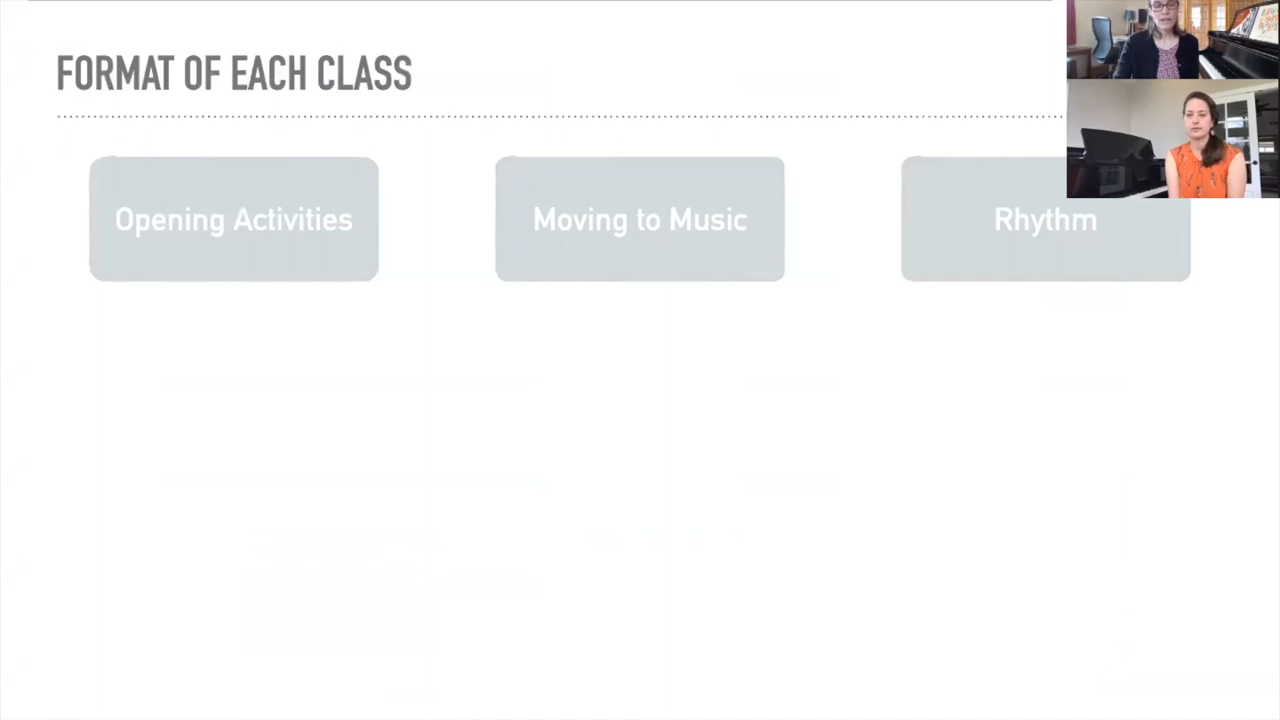 FORMAT OF EACH CLASS
Opening Activities
Moving to Music
Rhythm